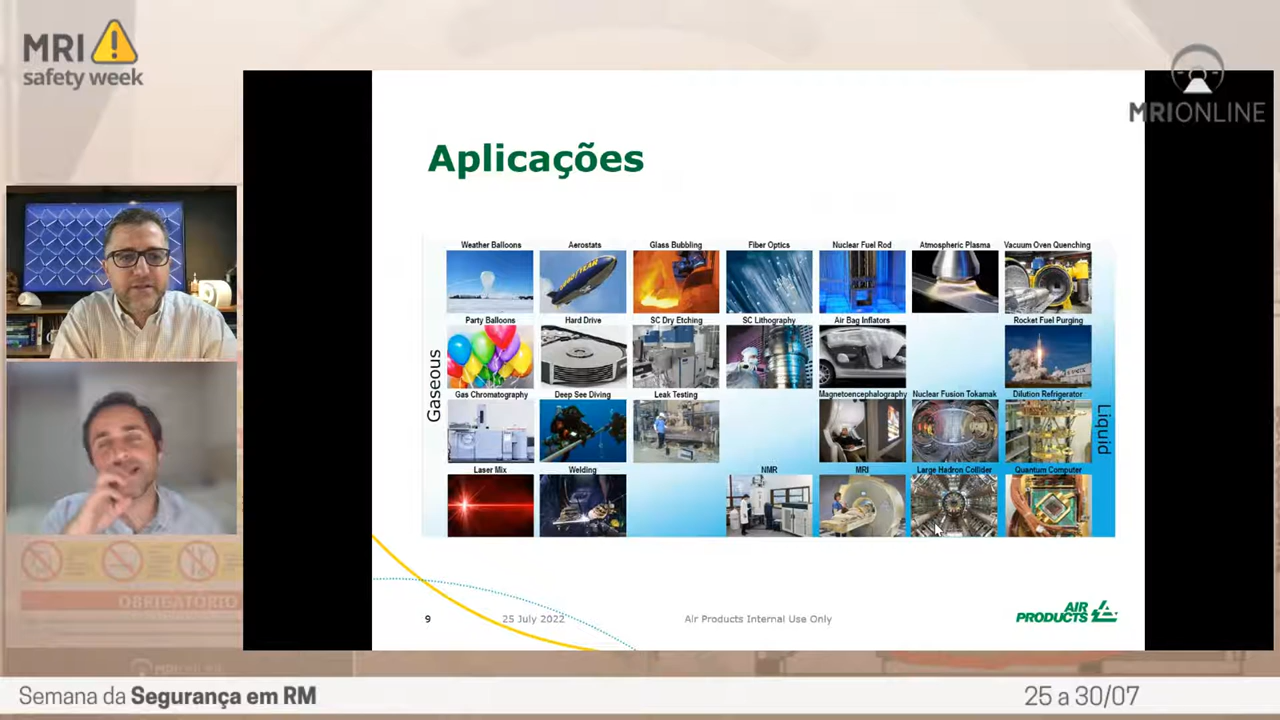 MRI
safety week
MRIONLINE
Aplicações
Weather Balloons Aerostats Glass Bubbling Fiber Optics Nuclear Fuel Rod Atmospheric Plasma Vacuum Oven Quenching
GOODYEAR
Party Balloons Hard Drive SC Dry Etching SC Lithography Air Bag Inflators Rocket Fuel Purging
Gaseous
Gas Chromatography Deep See Diving Leak Testing Magnetoencephalography Nuclear Fusion Tokamak Dilution Refrigerator
Liquid
Laser Mix Welding NMR MRI Large Hadron Collider Quantum Computer
9 25 July 2022 Air Products Internal Use Only
AIR
PRODUCTS
OBRIGATÓRIO
MRIONLINE
Semana da Segurança em RM 25 a 30/07